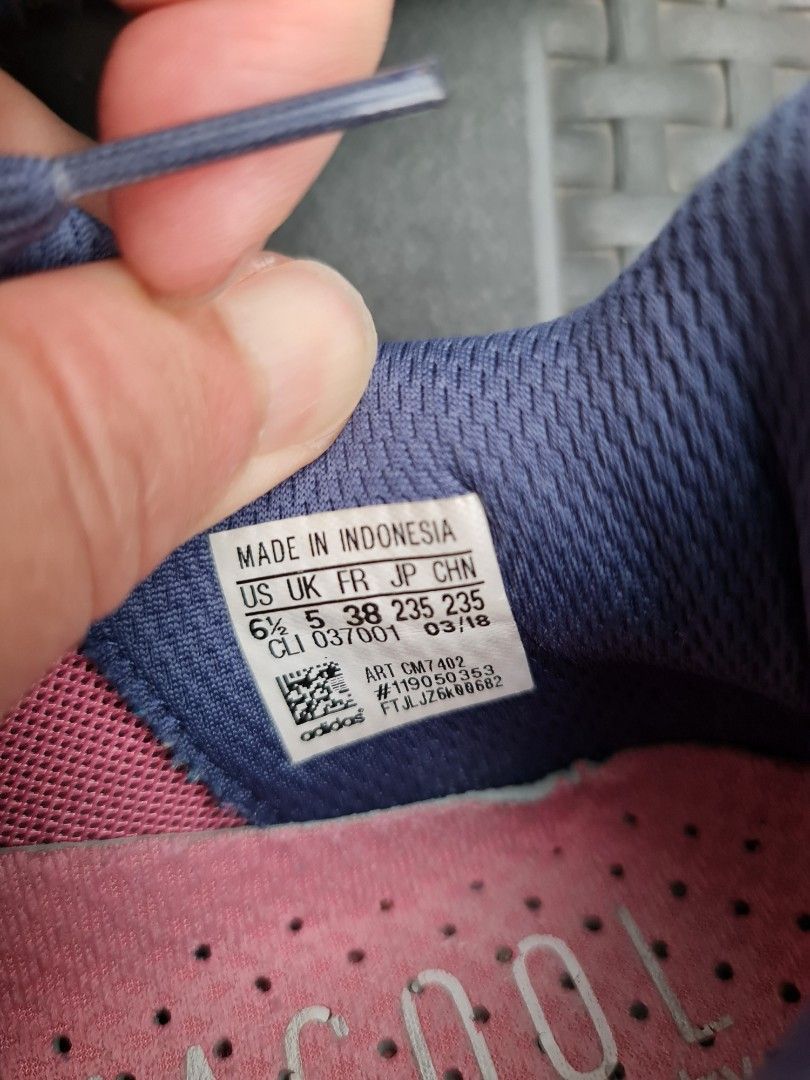 MADE IN INDONESIA
US UK FR JP CHN
6½ 5 38 235 235
CLI 037001 03/18
ART CM7402
#119050353
FTJLJZ6k00682
adidas
COOL